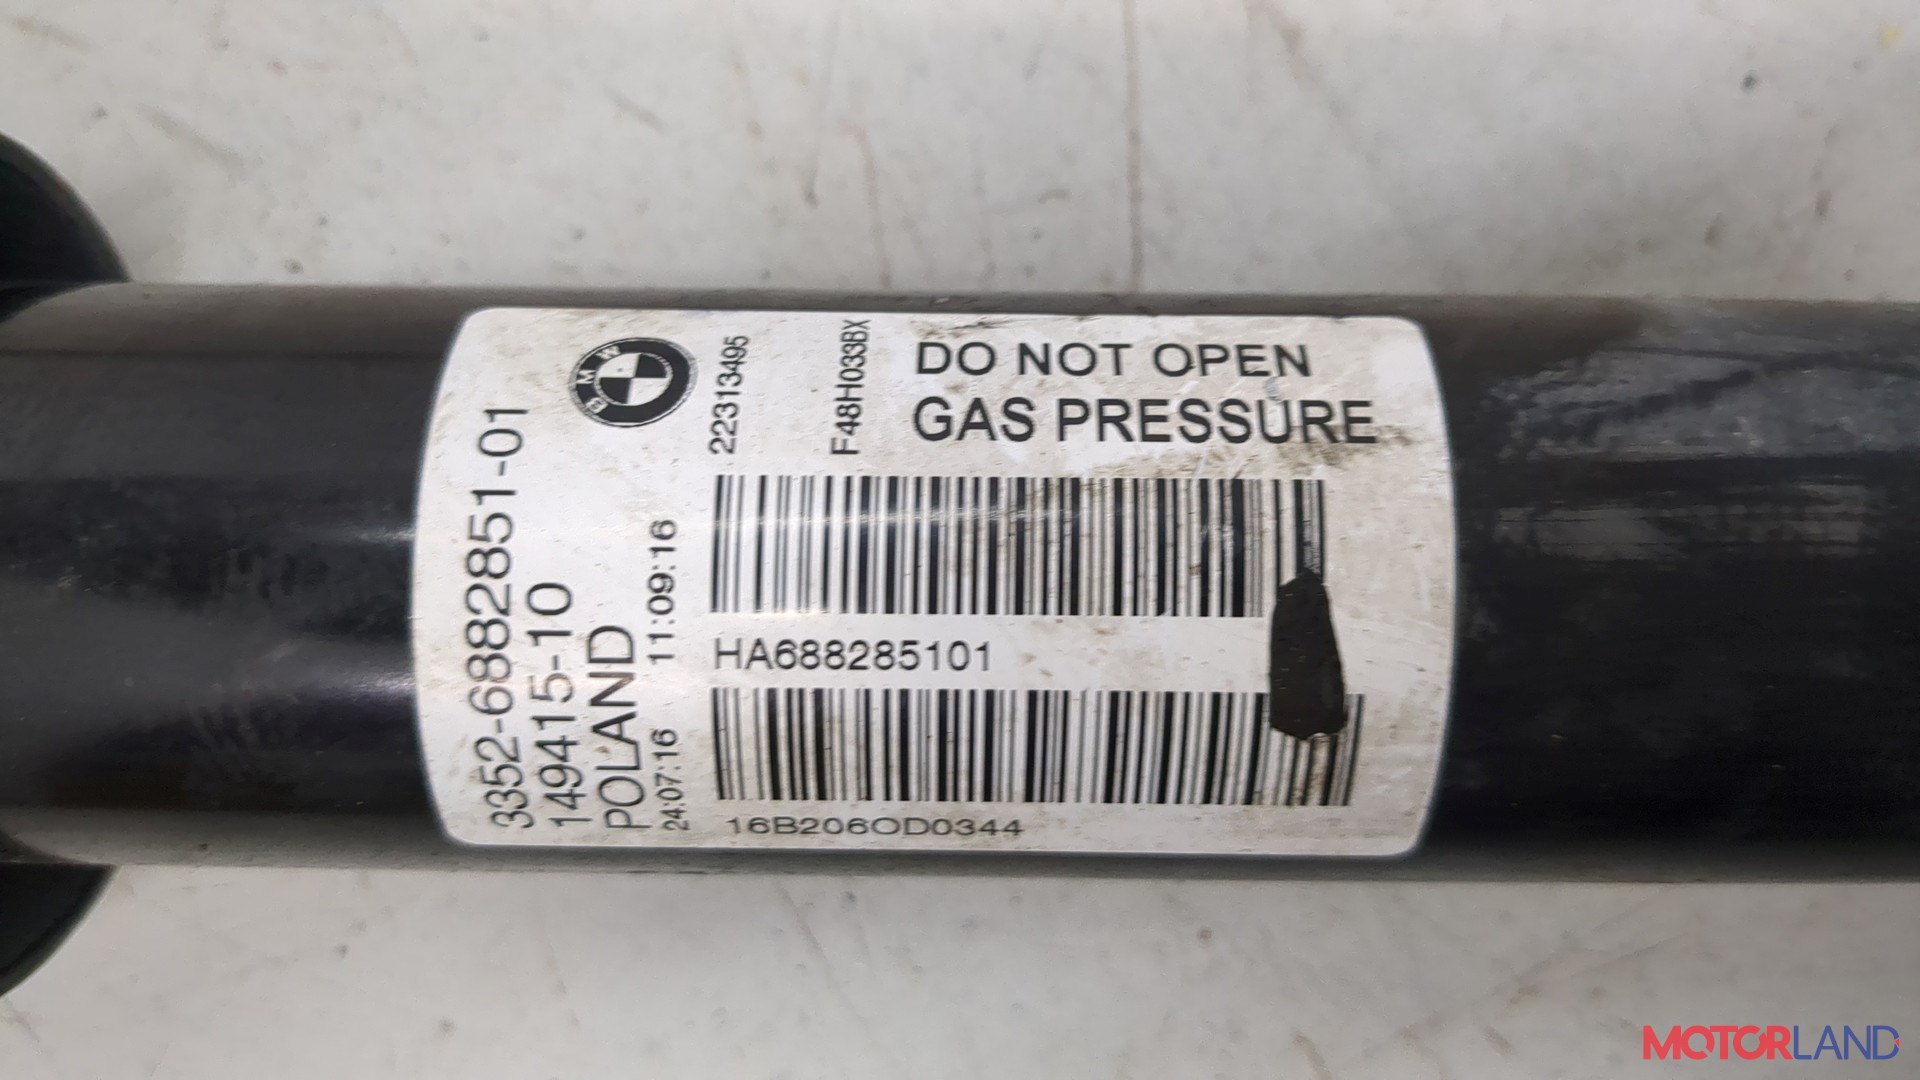 BMW
3352-6882851-01
149415-10
POLAND
24:07:16 11:09:16
22313495
F48H033BX
DO NOT OPEN
GAS PRESSURE
HA688285101
16B206OD0344
MOTORLAND